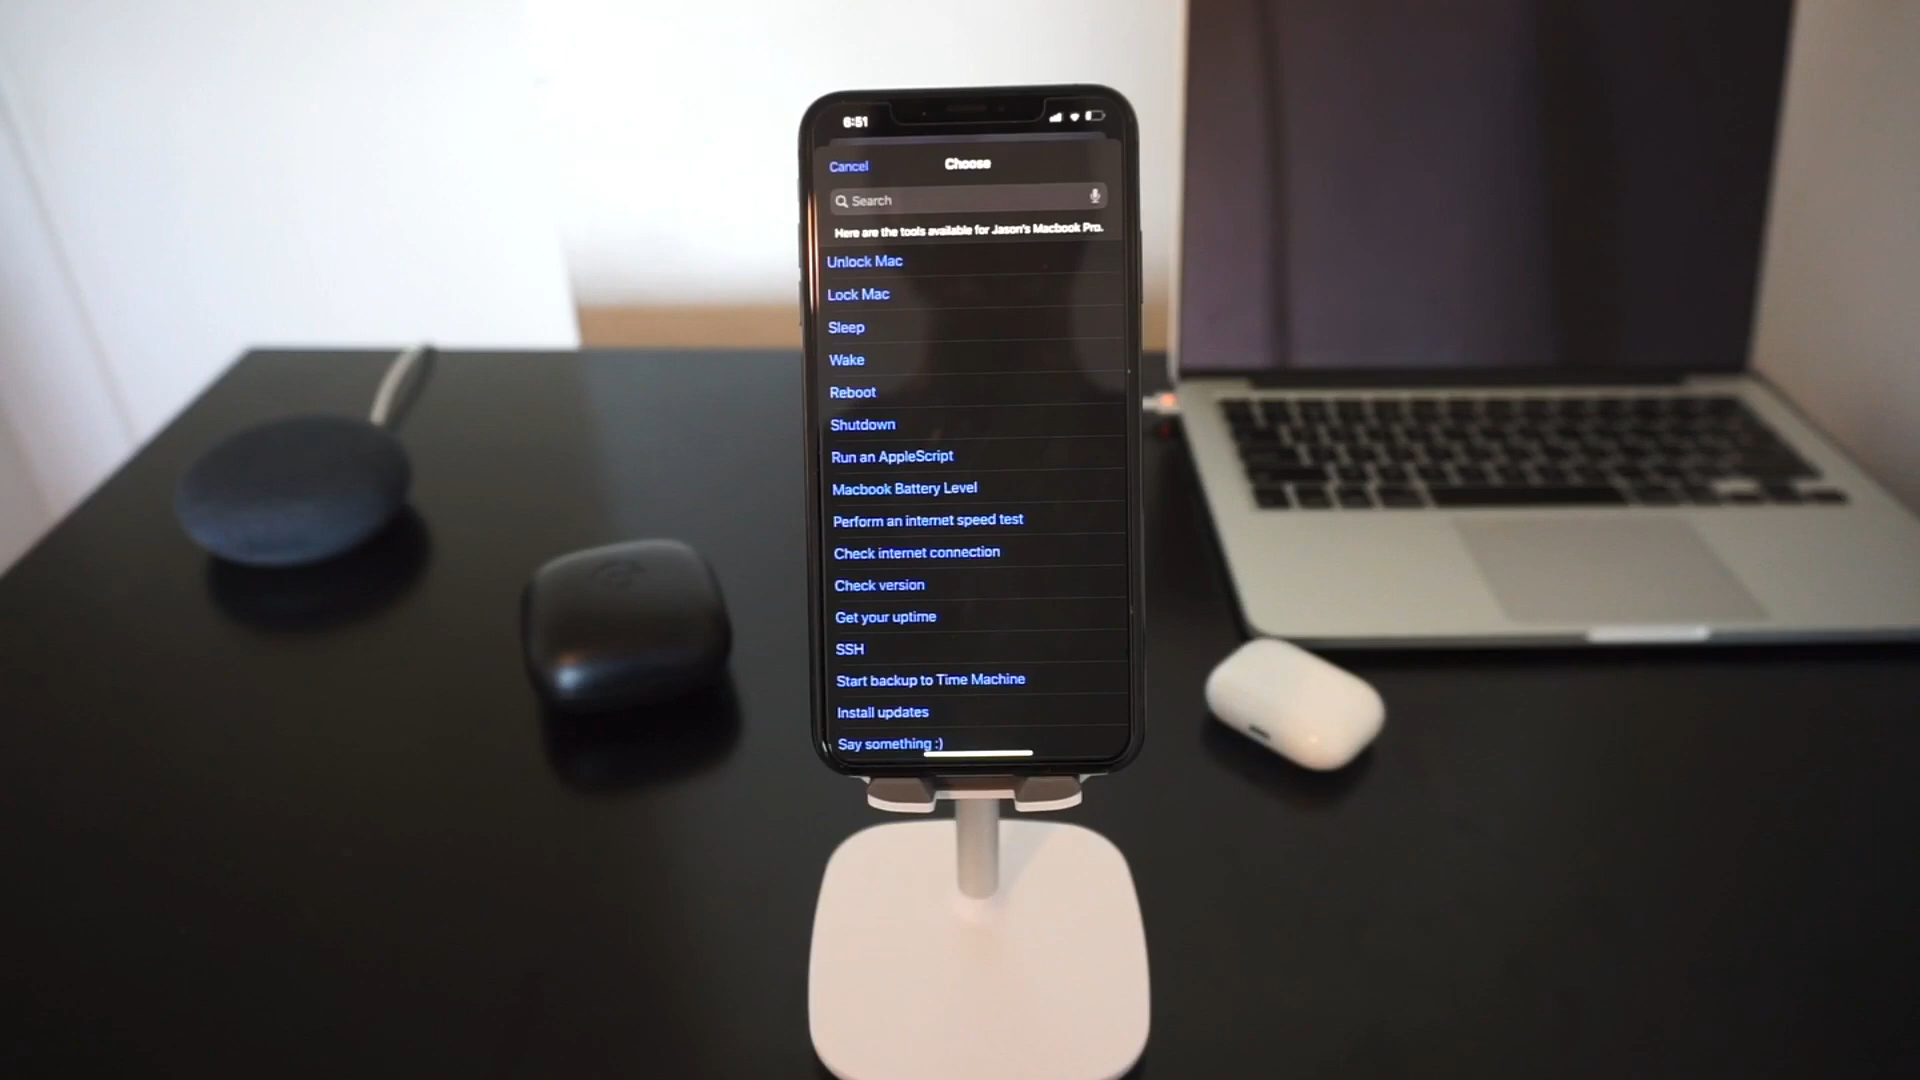 6:51
Cancel Choose
Search
Here are the tools available for Jason's Macbook Pro.
Unlock Mac
Lock Mac
Sleep
Wake
Reboot
Shutdown
Run an AppleScript
Macbook Battery Level
Perform an internet speed test
Check internet connection
Check version
Get your uptime
SSH
Start backup to Time Machine
Install updates
Say something :)